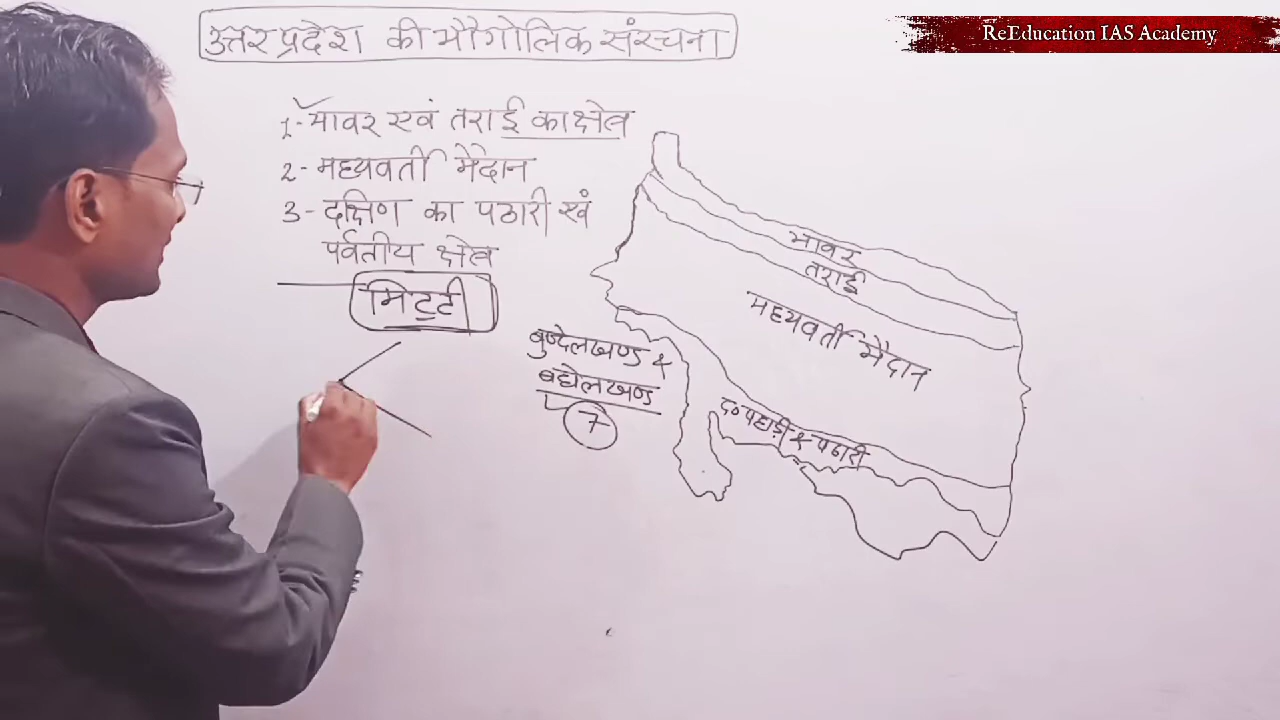 ReEducation IAS Academy
उत्तर प्रदेश की भौगोलिक संरचना
1- भावर एवं तराई का क्षेत्र
2- मध्यवर्ती मैदान
3- दक्षिण का पठारी एवं
पर्वतीय क्षेत्र
मिट्टी
भावर
तराई
मध्यवर्ती मैदान
बुन्देलखण्ड &
बघेलखण्ड
7
द० पहाड़ी & पठारी